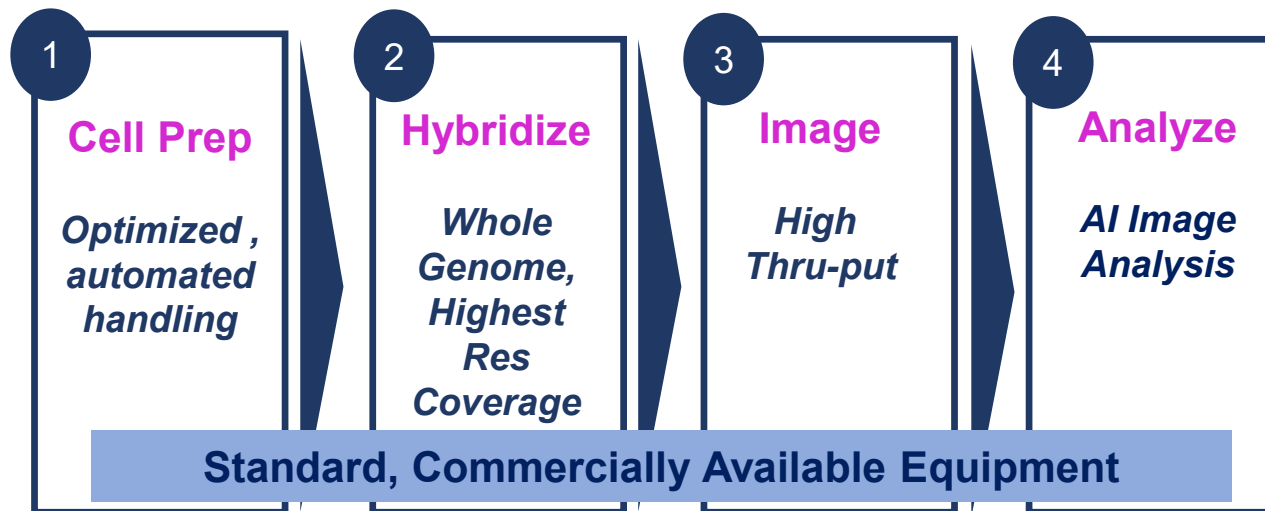 1
Cell Prep
Optimized ,
automated
handling
2
Hybridize
Whole
Genome,
Highest
Res
Coverage
3
Image
High
Thru-put
4
Analyze
AI Image
Analysis
Standard, Commercially Available Equipment